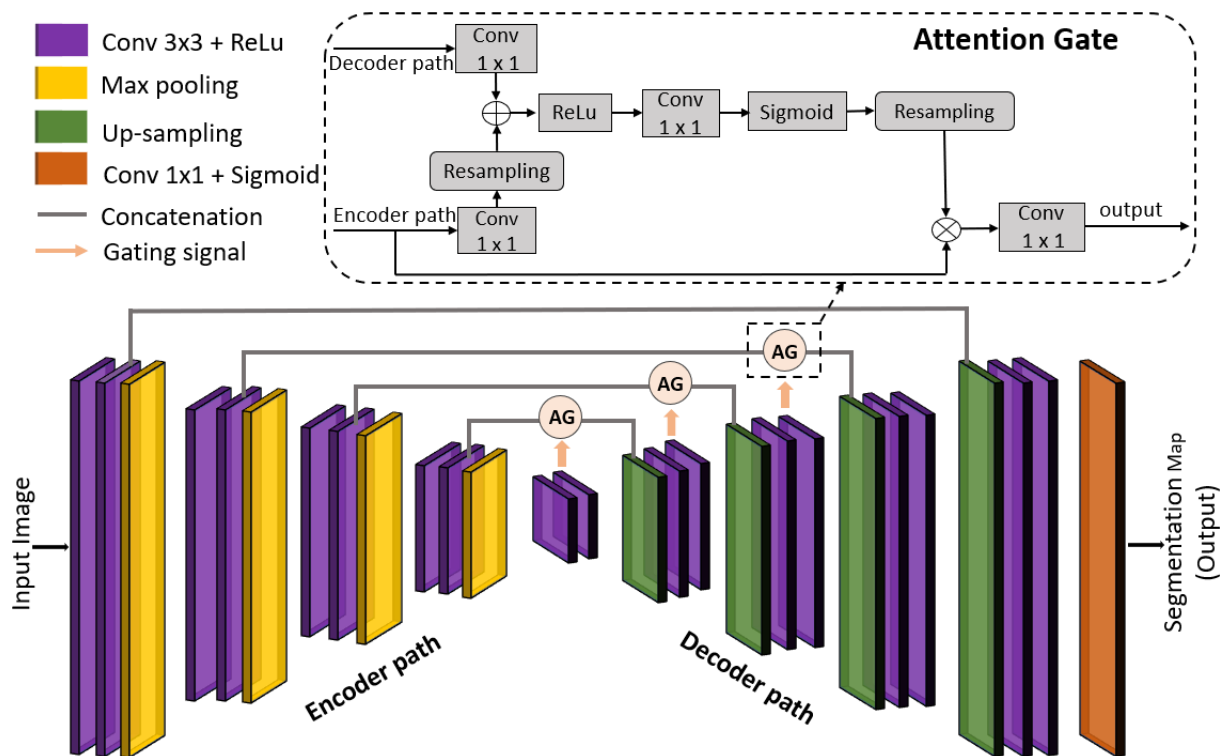 Conv 3x3 + ReLu
Max pooling
Up-sampling
Conv 1x1 + Sigmoid
Concatenation
Gating signal
Attention Gate
Decoder path
Conv
1 x 1
ReLu
Conv
1 x 1
Sigmoid
Resampling
Resampling
Encoder path
Conv
1 x 1
Conv
1 x 1
output
AG
AG
AG
Input Image
Encoder path
Decoder path
Segmentation Map
(Output)